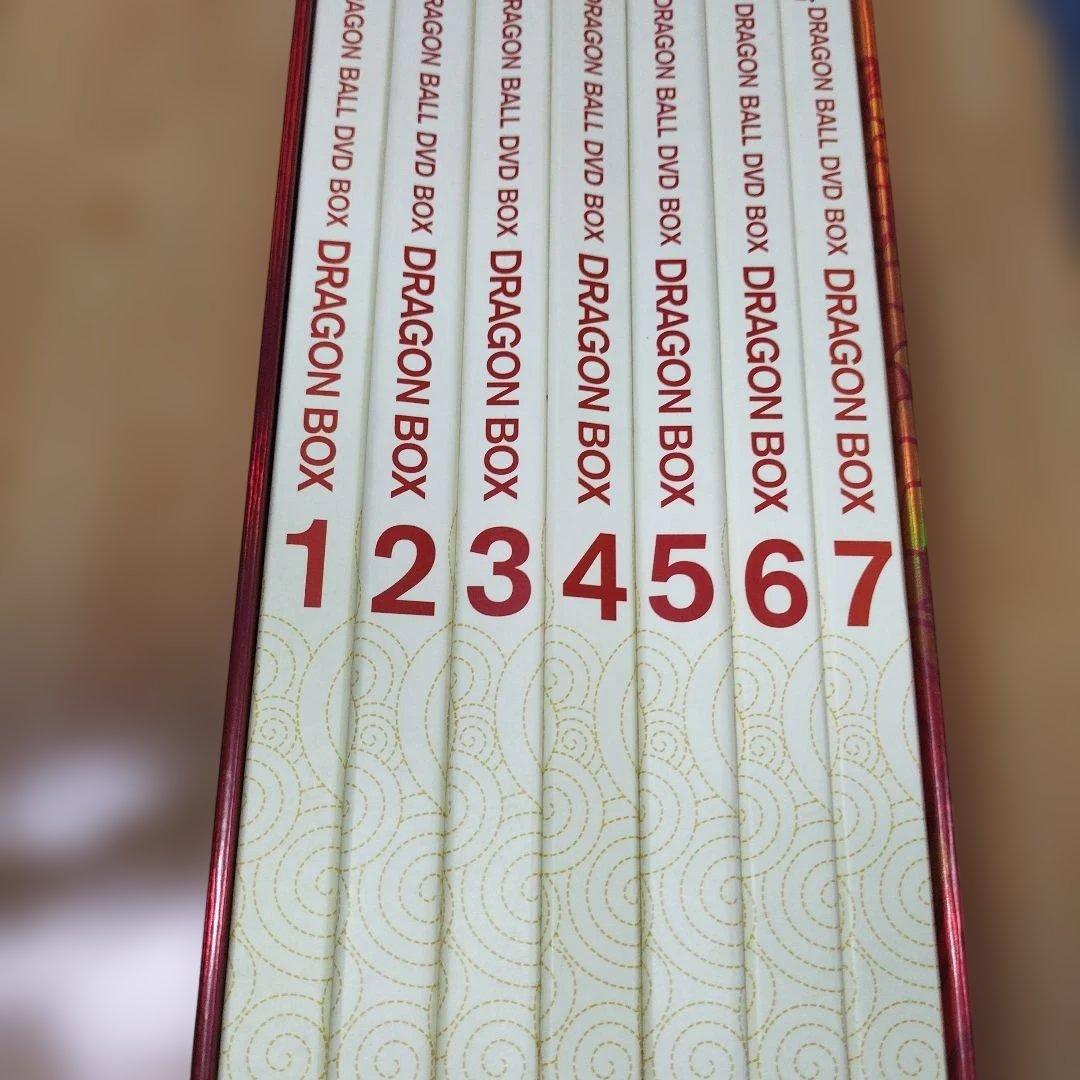 DRAGON BALL DVD BOX DRAGON BOX 1
DRAGON BALL DVD BOX DRAGON BOX 2
DRAGON BALL DVD BOX DRAGON BOX 3
DRAGON BALL DVD BOX DRAGON BOX 4
DRAGON BALL DVD BOX DRAGON BOX 5
DRAGON BALL DVD BOX DRAGON BOX 6
DRAGON BALL DVD BOX DRAGON BOX 7